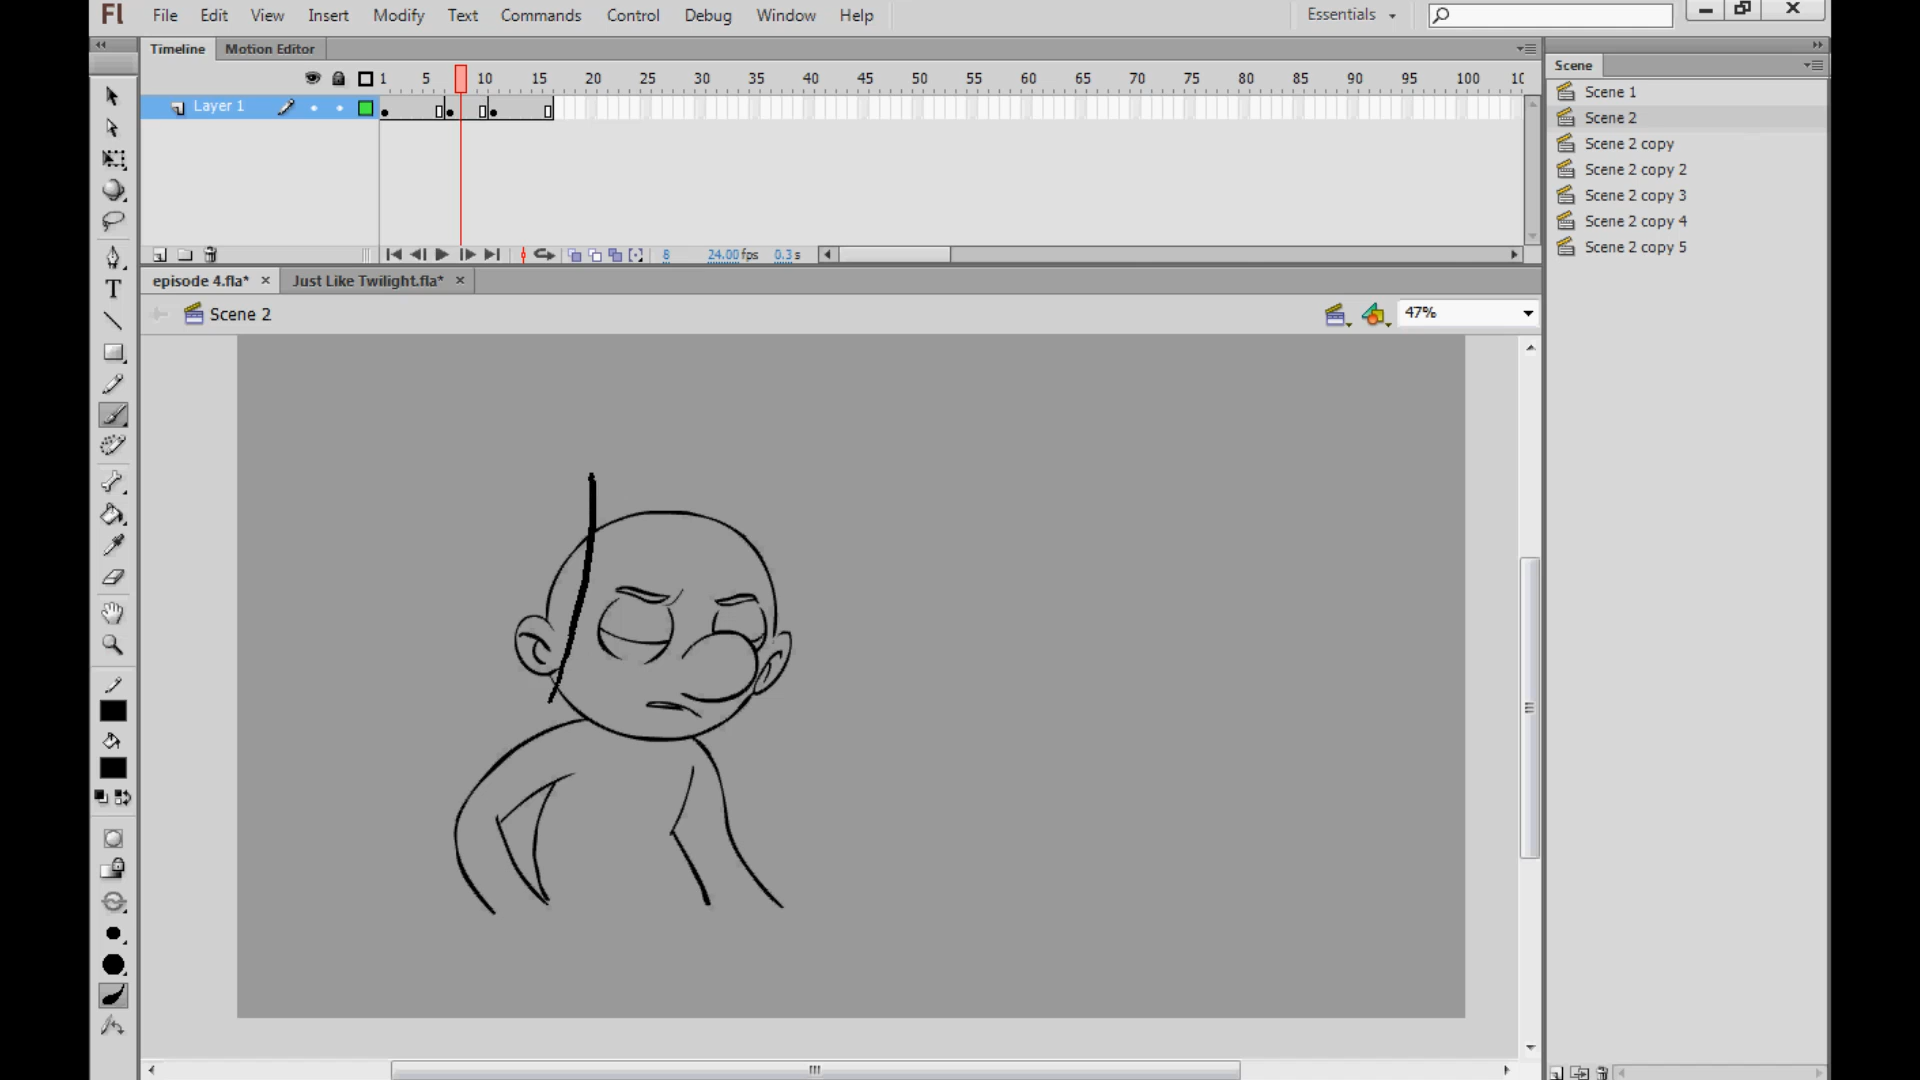 Fl File Edit View Insert Modify Text Commands Control Debug Window Help Essentials
Timeline Motion Editor
Scene
1 5 10 15 20 25 30 35 40 45 50 55 60 65 70 75 80 85 90 95 100 10
Layer 1
Scene 1
Scene 2
Scene 2 copy
Scene 2 copy 2
Scene 2 copy 3
Scene 2 copy 4
Scene 2 copy 5
8 24.00fps 0.3s
episode 4.fla* Just Like Twilight.fla*
Scene 2 47%